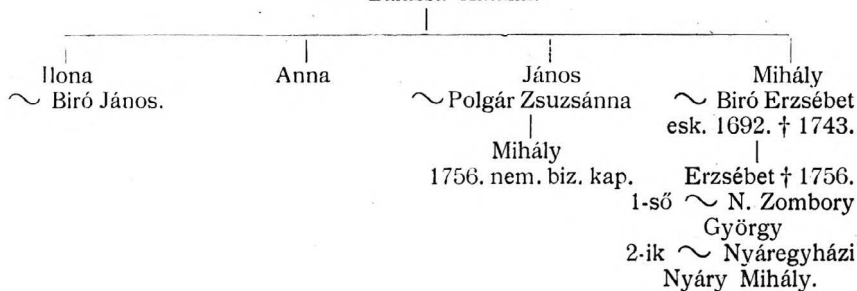 Ilona
~ Biró János.
Anna
János
~ Polgár Zsuzsánna
Mihály
1756. nem. biz. kap.
Mihály
~ Biró Erzsébet
esk. 1692. † 1743.
Erzsébet † 1756.
1-ső ~ N. Zombory
György
2-ik ~ Nyáregyházi
Nyáry Mihály.